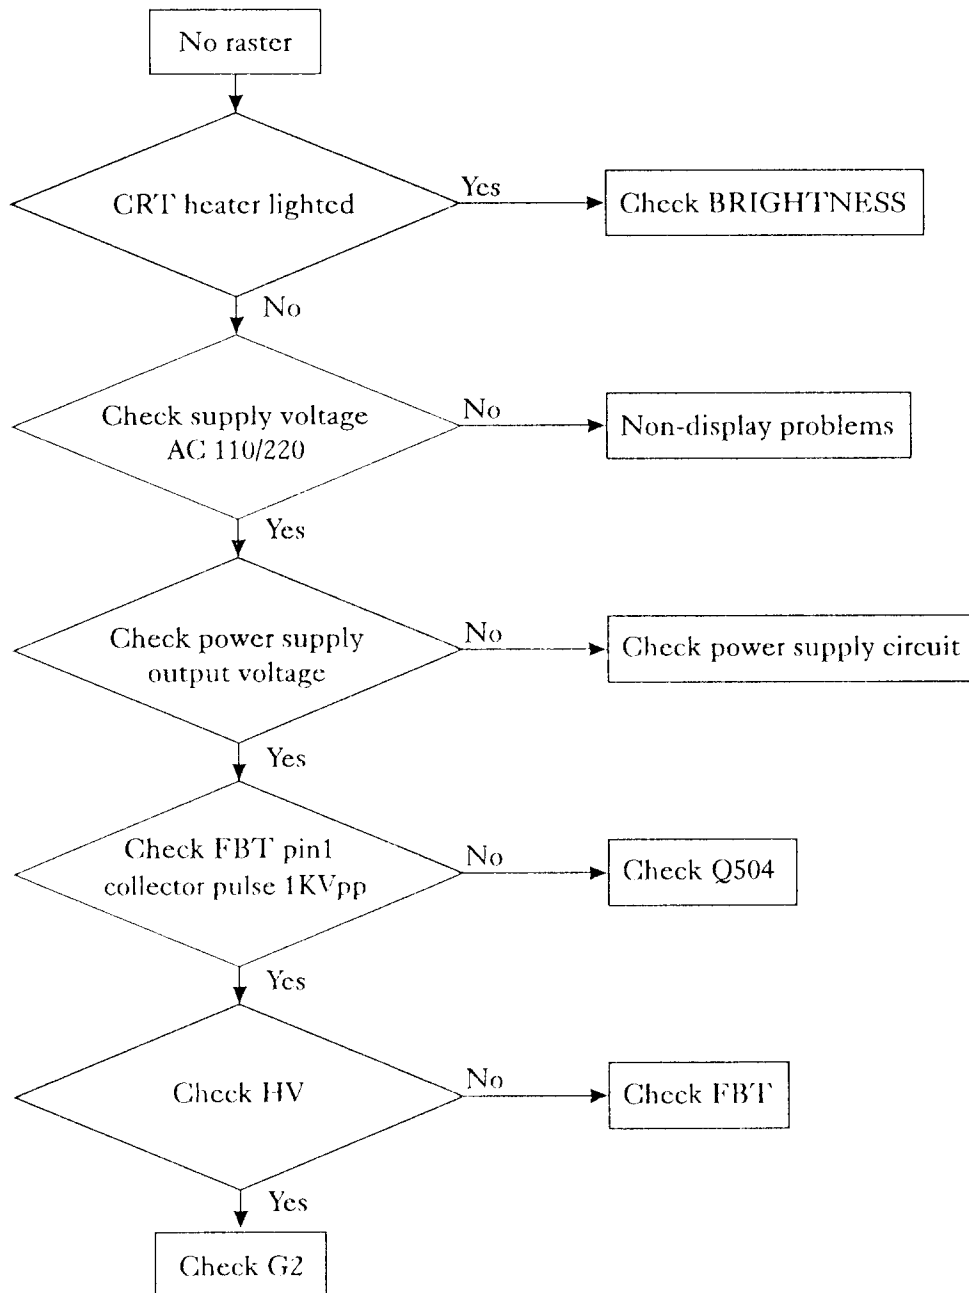 No raster
CRT heater lighted
Yes
Check BRIGHTNESS
No
Check supply voltage
AC 110/220
No
Non-display problems
Yes
Check power supply
output voltage
No
Check power supply circuit
Yes
Check FBT pin1
collector pulse 1KVpp
No
Check Q504
Yes
Check HV
No
Check FBT
Yes
Check G2